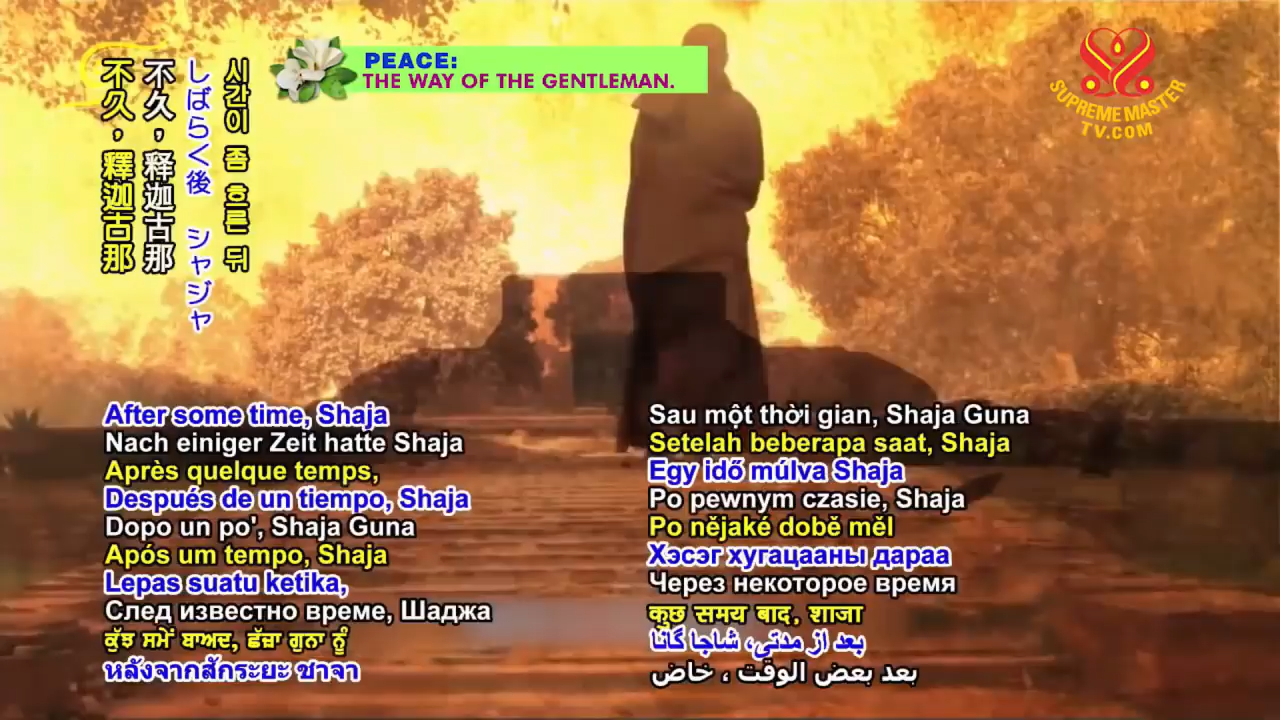 PEACE:
THE WAY OF THE GENTLEMAN.
SUPREME MASTER
TV.COM
시간이 좀 흐른 뒤
しばらく後 シャジャ
不久，释迦古那
不久，釋迦古那
After some time, Shaja
Nach einiger Zeit hatte Shaja
Après quelque temps,
Después de un tiempo, Shaja
Dopo un po', Shaja Guna
Após um tempo, Shaja
Lepas suatu ketika,
След известно време, Шаджа
ਕੁੱਝ ਸਮੇਂ ਬਾਅਦ, ਛੱਜ਼ਾ ਗੁਨਾ ਨੂੰ
หลังจากสักระยะ ชาจา
Sau một thời gian, Shaja Guna
Setelah beberapa saat, Shaja
Egy idő múlva Shaja
Po pewnym czasie, Shaja
Po nějaké době měl
Хэсэг хугацааны дараа
Через некоторое время
कुछ समय बाद, शाजा
بعد از مدتی، شاجا گانا
بعد بعض الوقت ، خاض